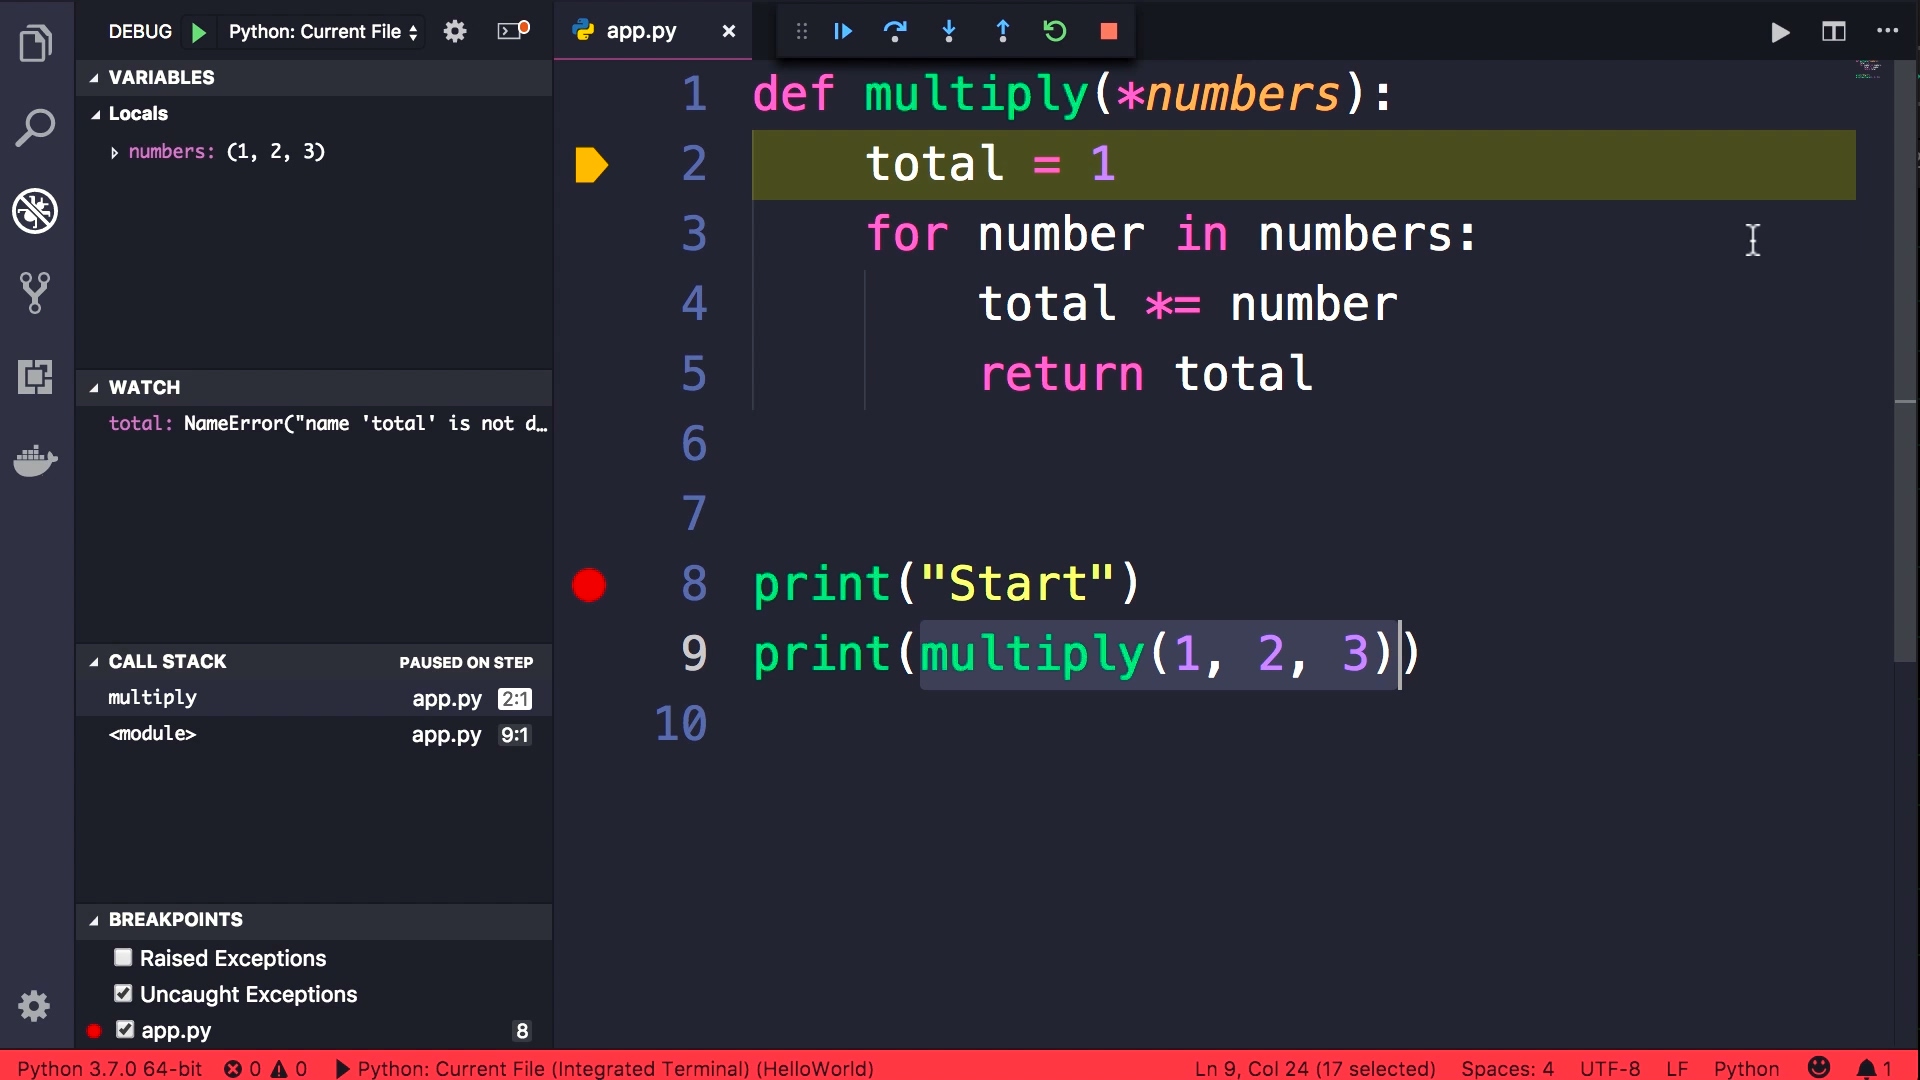 DEBUG Python: Current File
VARIABLES
Locals
numbers: (1, 2, 3)
WATCH
total: NameError("name 'total' is not d…
CALL STACK PAUSED ON STEP
multiply app.py 2:1
<module> app.py 9:1
BREAKPOINTS
Raised Exceptions
Uncaught Exceptions
app.py 8
app.py
1 def multiply(*numbers):
2     total = 1
3     for number in numbers:
4         total *= number
5         return total
6
7
8 print("Start")
9 print(multiply(1, 2, 3))
10
Python 3.7.0 64-bit 0 0 Python: Current File (Integrated Terminal) (HelloWorld) Ln 9, Col 24 (17 selected) Spaces: 4 UTF-8 LF Python 1